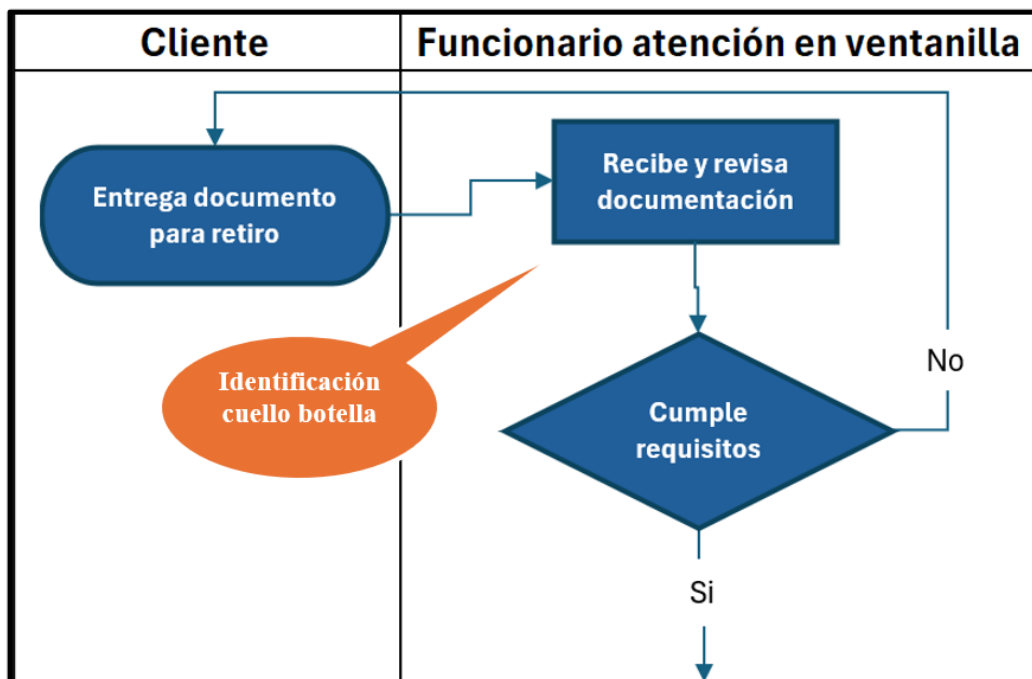 Cliente
Funcionario atención en ventanilla
Entrega documento
para retiro
Recibe y revisa
documentación
Identificación
cuello botella
No
Cumple
requisitos
Si